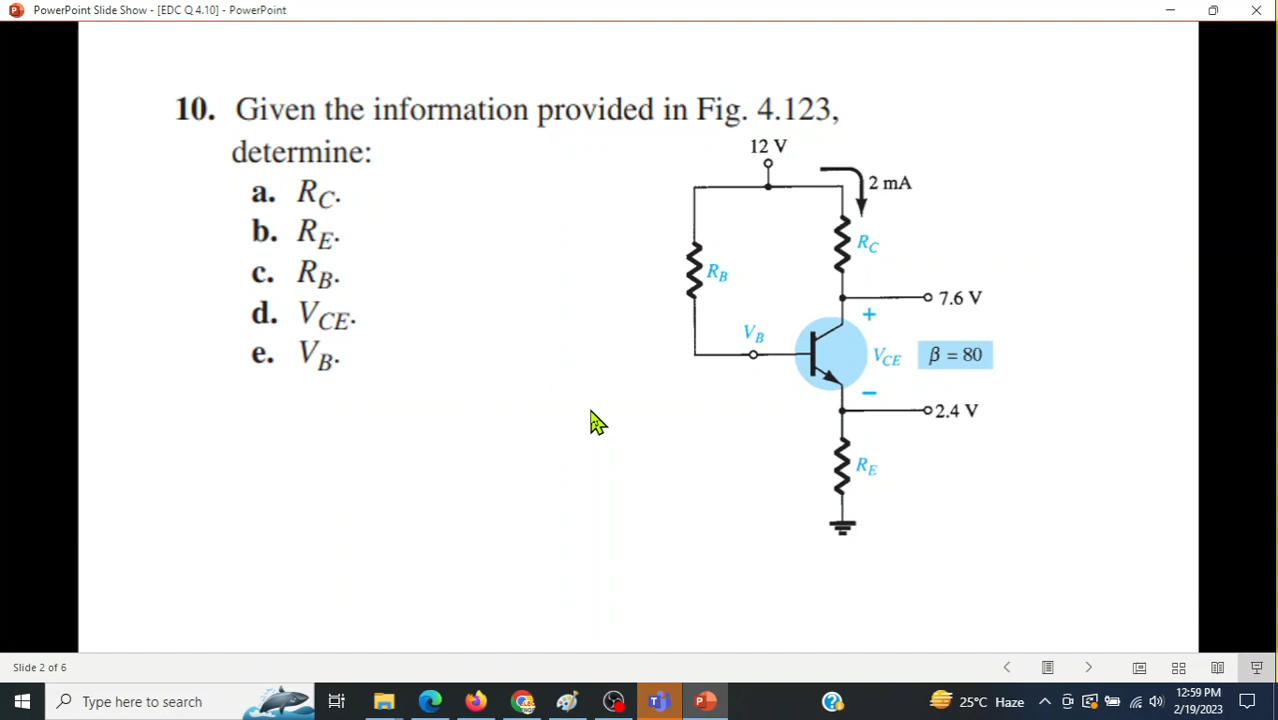 PowerPoint Slide Show - [EDC Q 4.10] - PowerPoint
10. Given the information provided in Fig. 4.123,
determine:
a. RC.
b. RE.
c. RB.
d. VCE.
e. VB.
12 V
2 mA
RC
RB
7.6 V
+
VB
VCE
β = 80
−
2.4 V
RE
Slide 2 of 6
Type here to search
25°C Haze
12:59 PM
2/19/2023